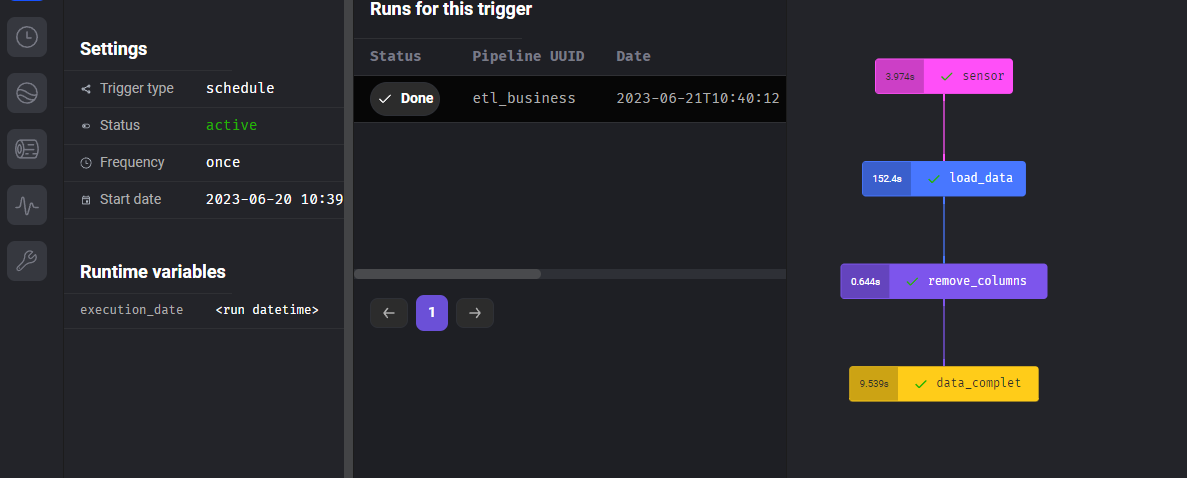 Settings
Trigger type schedule
Status active
Frequency once
Start date 2023-06-20 10:39
Runtime variables
execution_date <run datetime>
Runs for this trigger
Status Pipeline UUID Date
Done etl_business 2023-06-21T10:40:12
1
3.974s sensor
152.4s load_data
0.644s remove_columns
9.539s data_complet